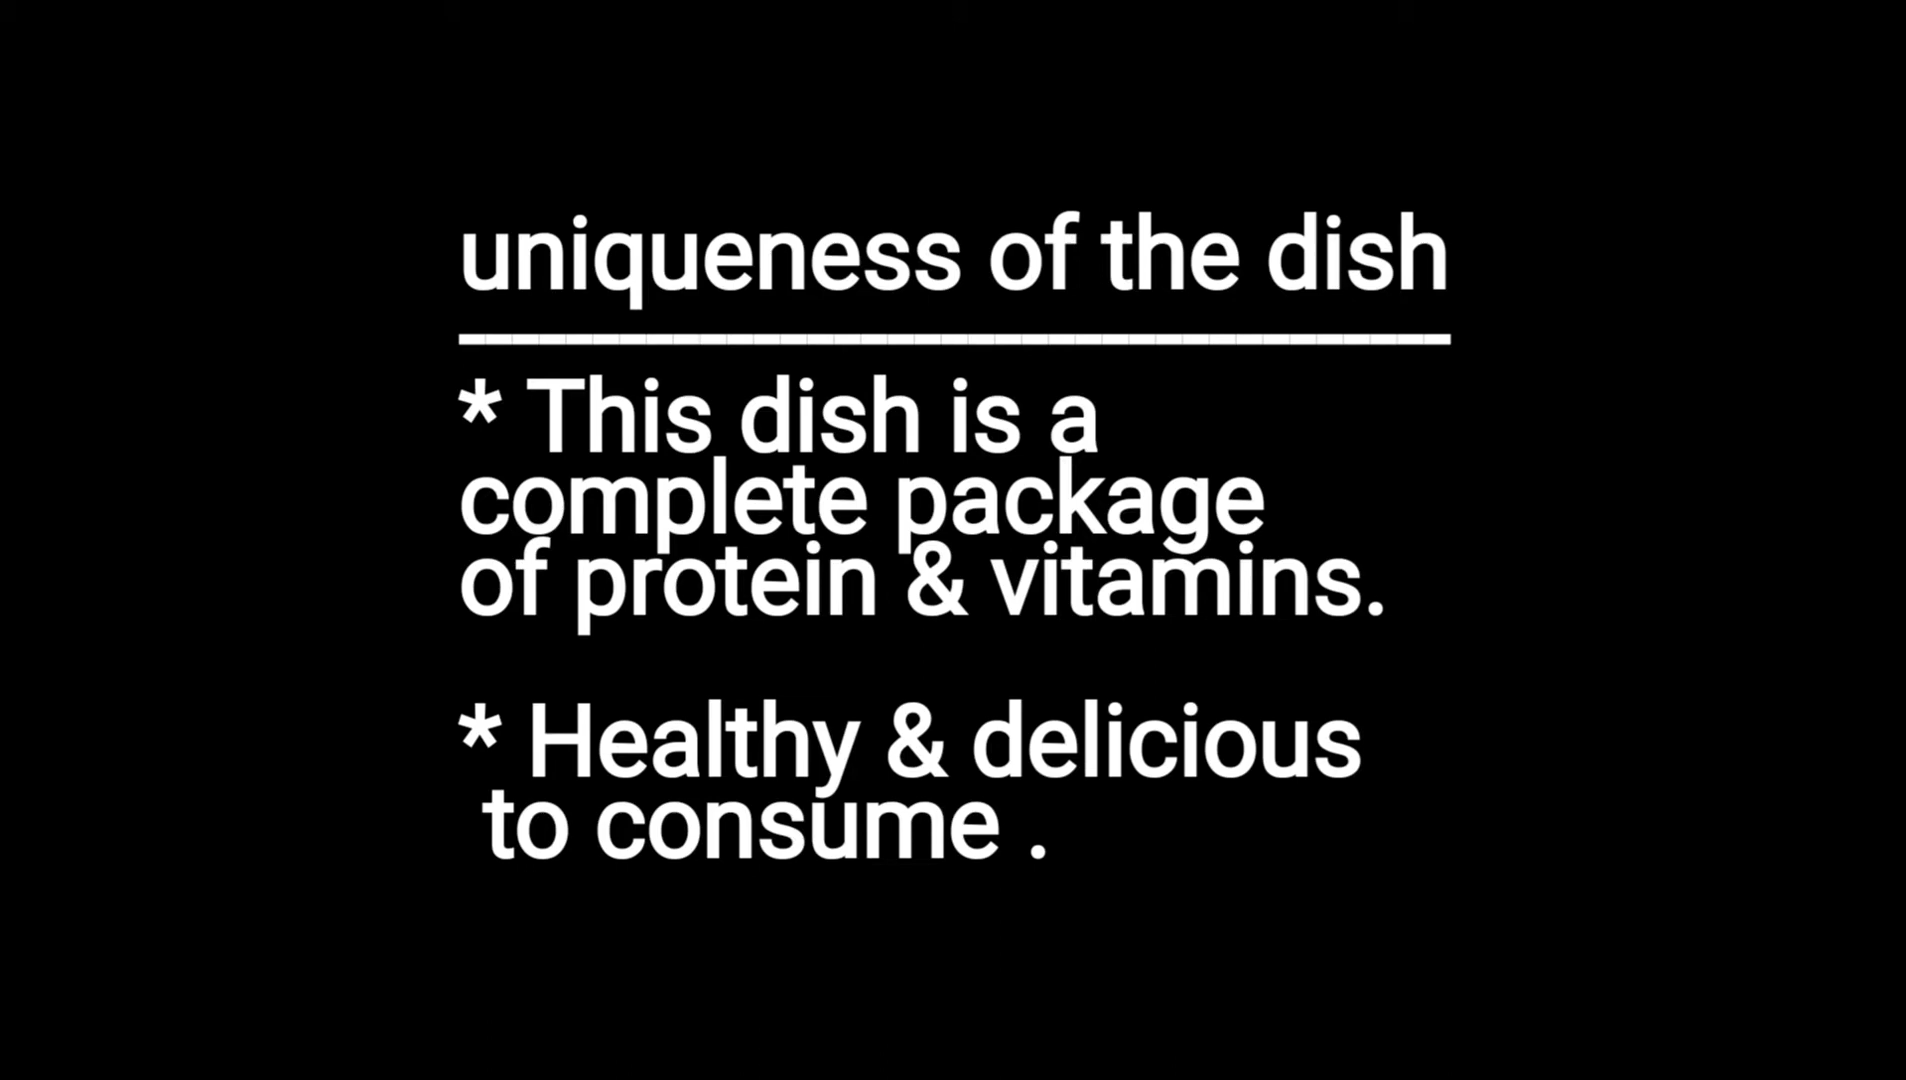 uniqueness of the dish
* This dish is a
complete package
of protein & vitamins.
* Healthy & delicious
to consume .